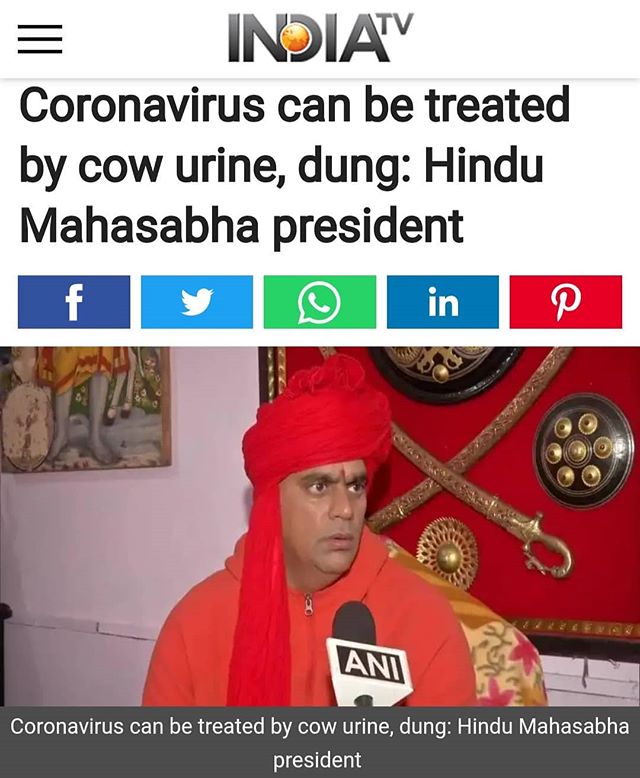 INDIA TV
Coronavirus can be treated
by cow urine, dung: Hindu
Mahasabha president
f
in
ANI
Coronavirus can be treated by cow urine, dung: Hindu Mahasabha
president